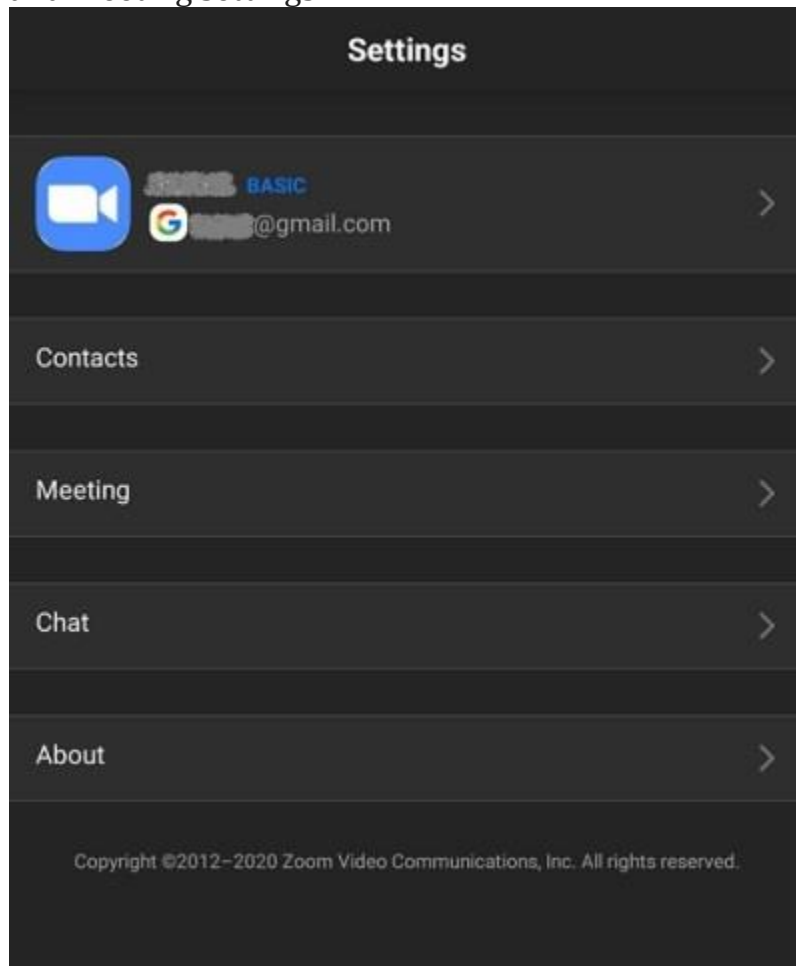 Settings
BASIC
@gmail.com
Contacts
Meeting
Chat
About
Copyright ©2012–2020 Zoom Video Communications, Inc. All rights reserved.